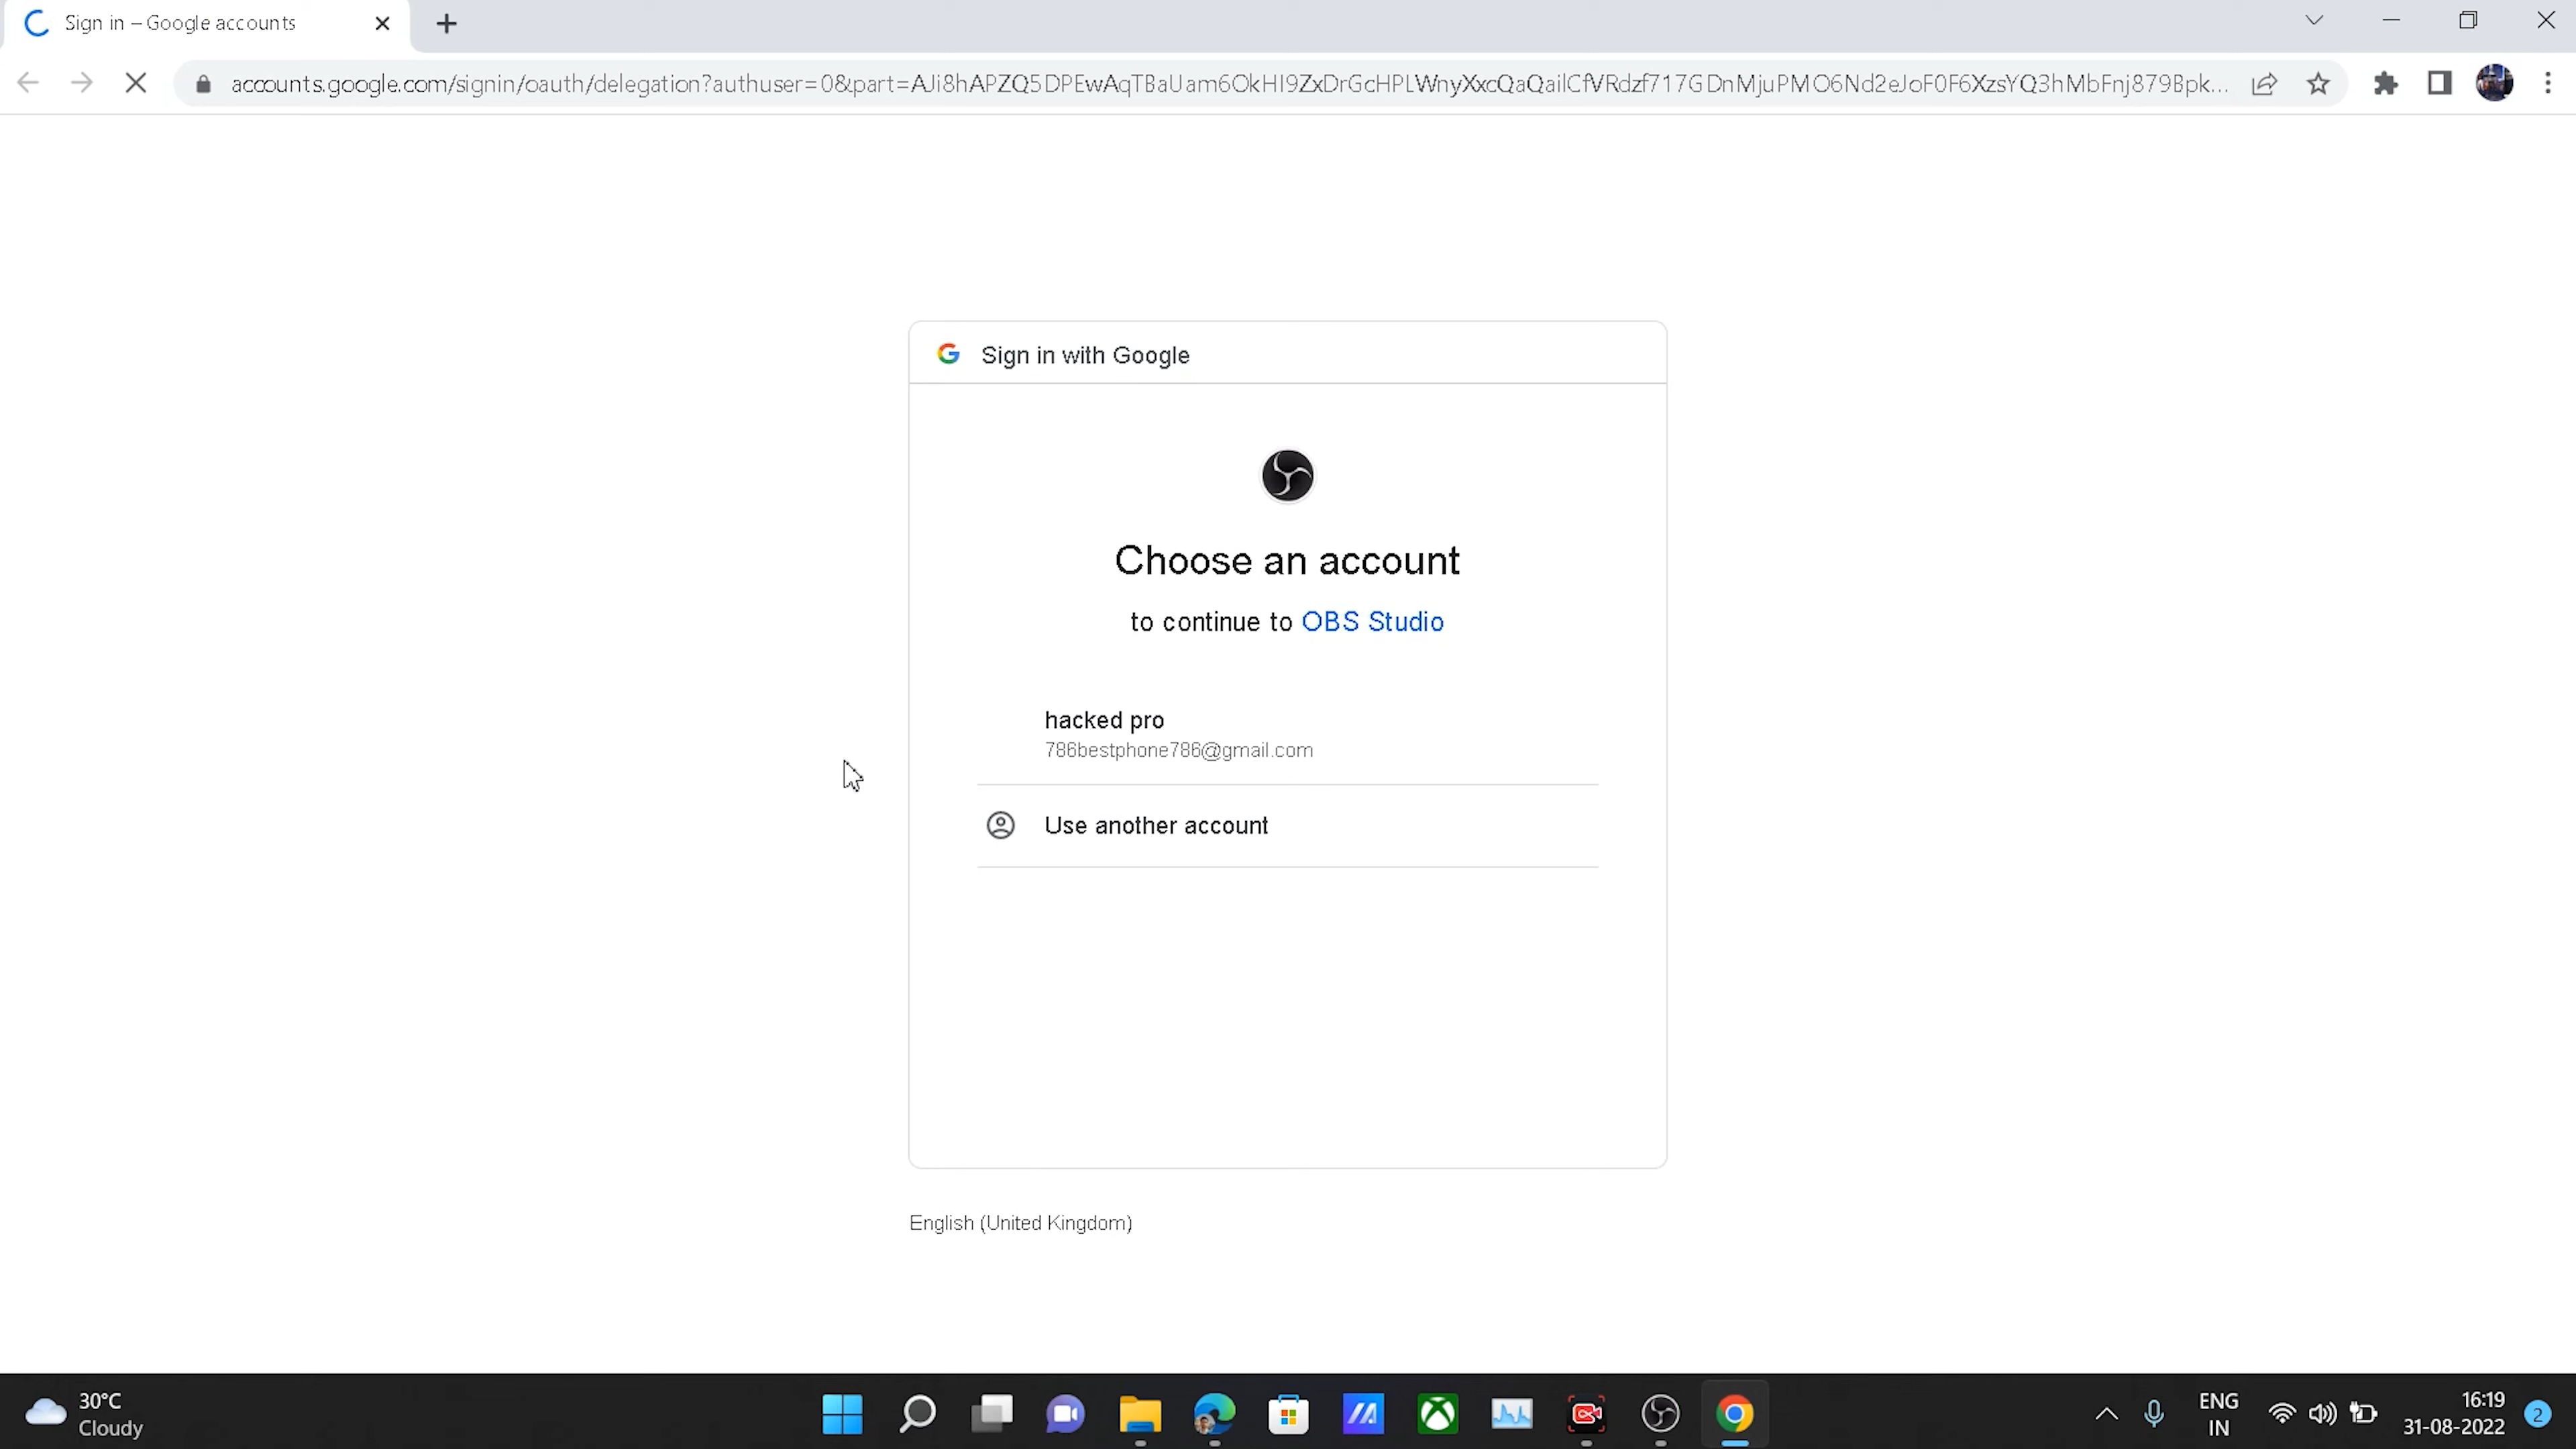 Sign in – Google accounts
accounts.google.com/signin/oauth/delegation?authuser=0&part=AJi8hAPZQ5DPEwAqTBaUam6OkHI9ZxDrGcHPLWnyXxcQaQailCfVRdzf717GDnMjuPMO6Nd2eJoF0F6XzsYQ3hMbFnj879Bpk...
Sign in with Google
Choose an account
to continue to OBS Studio
hacked pro
786bestphone786@gmail.com
Use another account
English (United Kingdom)
30°C
Cloudy
ENG
IN
16:19
31-08-2022
2